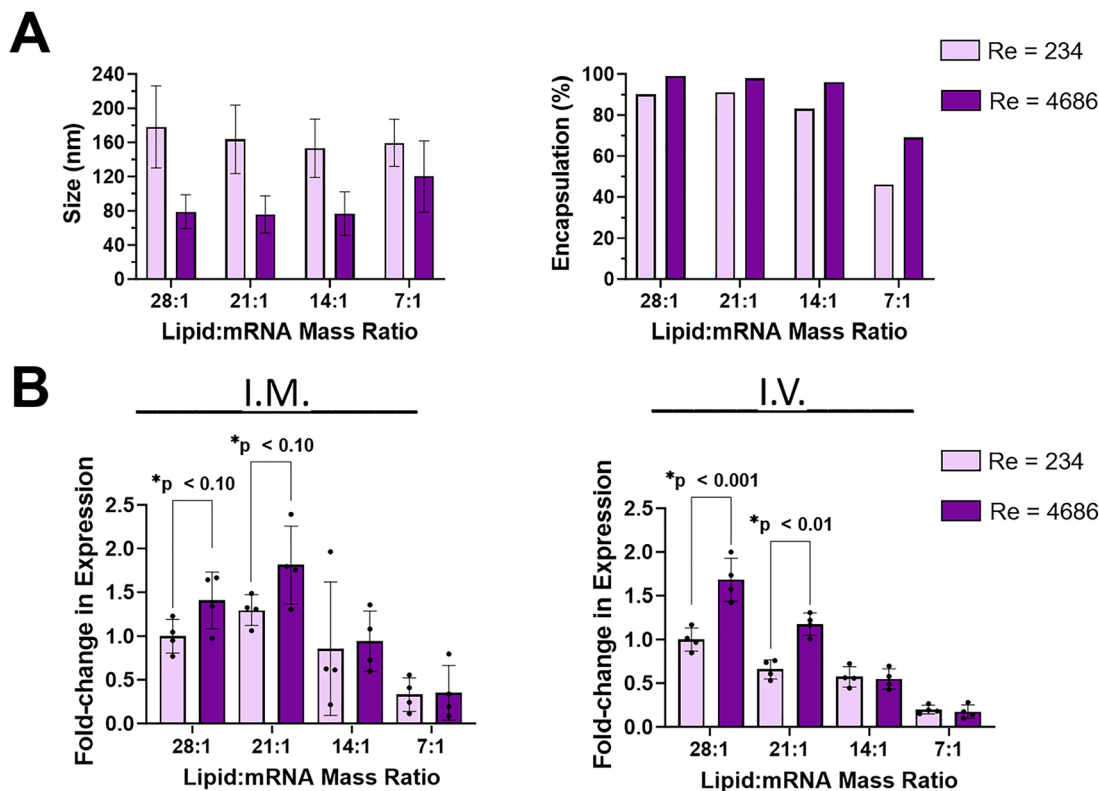 A
Re = 234
Re = 4686
Size (nm)
240
200
160
120
80
40
0
28:1
21:1
14:1
7:1
Lipid:mRNA Mass Ratio
Encapsulation (%)
100
80
60
40
20
0
28:1
21:1
14:1
7:1
Lipid:mRNA Mass Ratio
B
I.M.
*p < 0.10
*p < 0.10
Fold-change in Expression
2.5
2.0
1.5
1.0
0.5
0.0
28:1
21:1
14:1
7:1
Lipid:mRNA Mass Ratio
I.V.
Re = 234
Re = 4686
*p < 0.001
*p < 0.01
Fold-change in Expression
2.5
2.0
1.5
1.0
0.5
0.0
28:1
21:1
14:1
7:1
Lipid:mRNA Mass Ratio